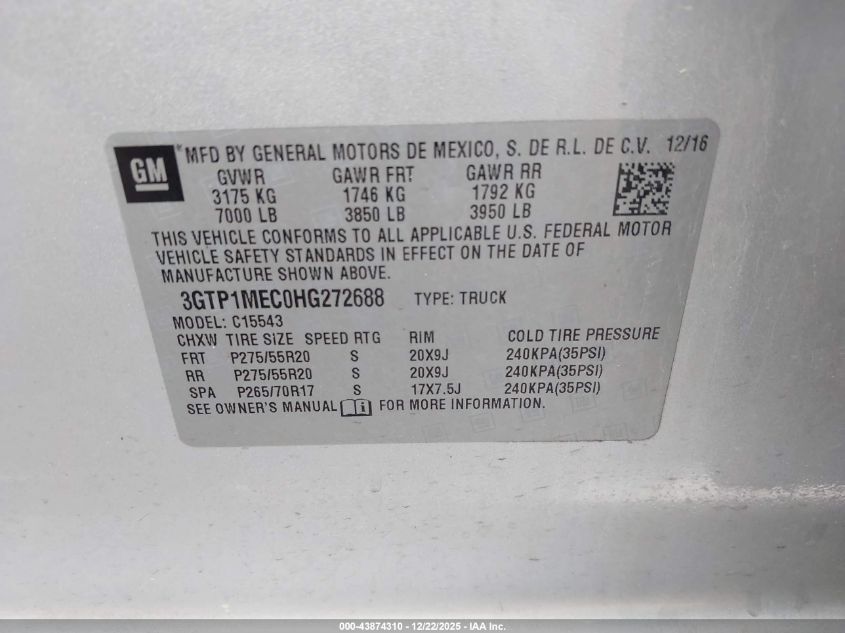 GM
*MFD BY GENERAL MOTORS DE MEXICO, S. DE R.L. DE C.V. 12/16
GVWR GAWR FRT GAWR RR
3175 KG 1746 KG 1792 KG
7000 LB 3850 LB 3950 LB
THIS VEHICLE CONFORMS TO ALL APPLICABLE U.S. FEDERAL MOTOR
VEHICLE SAFETY STANDARDS IN EFFECT ON THE DATE OF
MANUFACTURE SHOWN ABOVE.
3GTP1MEC0HG272688 TYPE: TRUCK
MODEL: C15543
CHXW TIRE SIZE SPEED RTG RIM COLD TIRE PRESSURE
FRT P275/55R20 S 20X9J 240KPA(35PSI)
RR P275/55R20 S 20X9J 240KPA(35PSI)
SPA P265/70R17 S 17X7.5J 240KPA(35PSI)
SEE OWNER'S MANUAL FOR MORE INFORMATION.
000-43874310 - 12/22/2025 - IAA Inc.